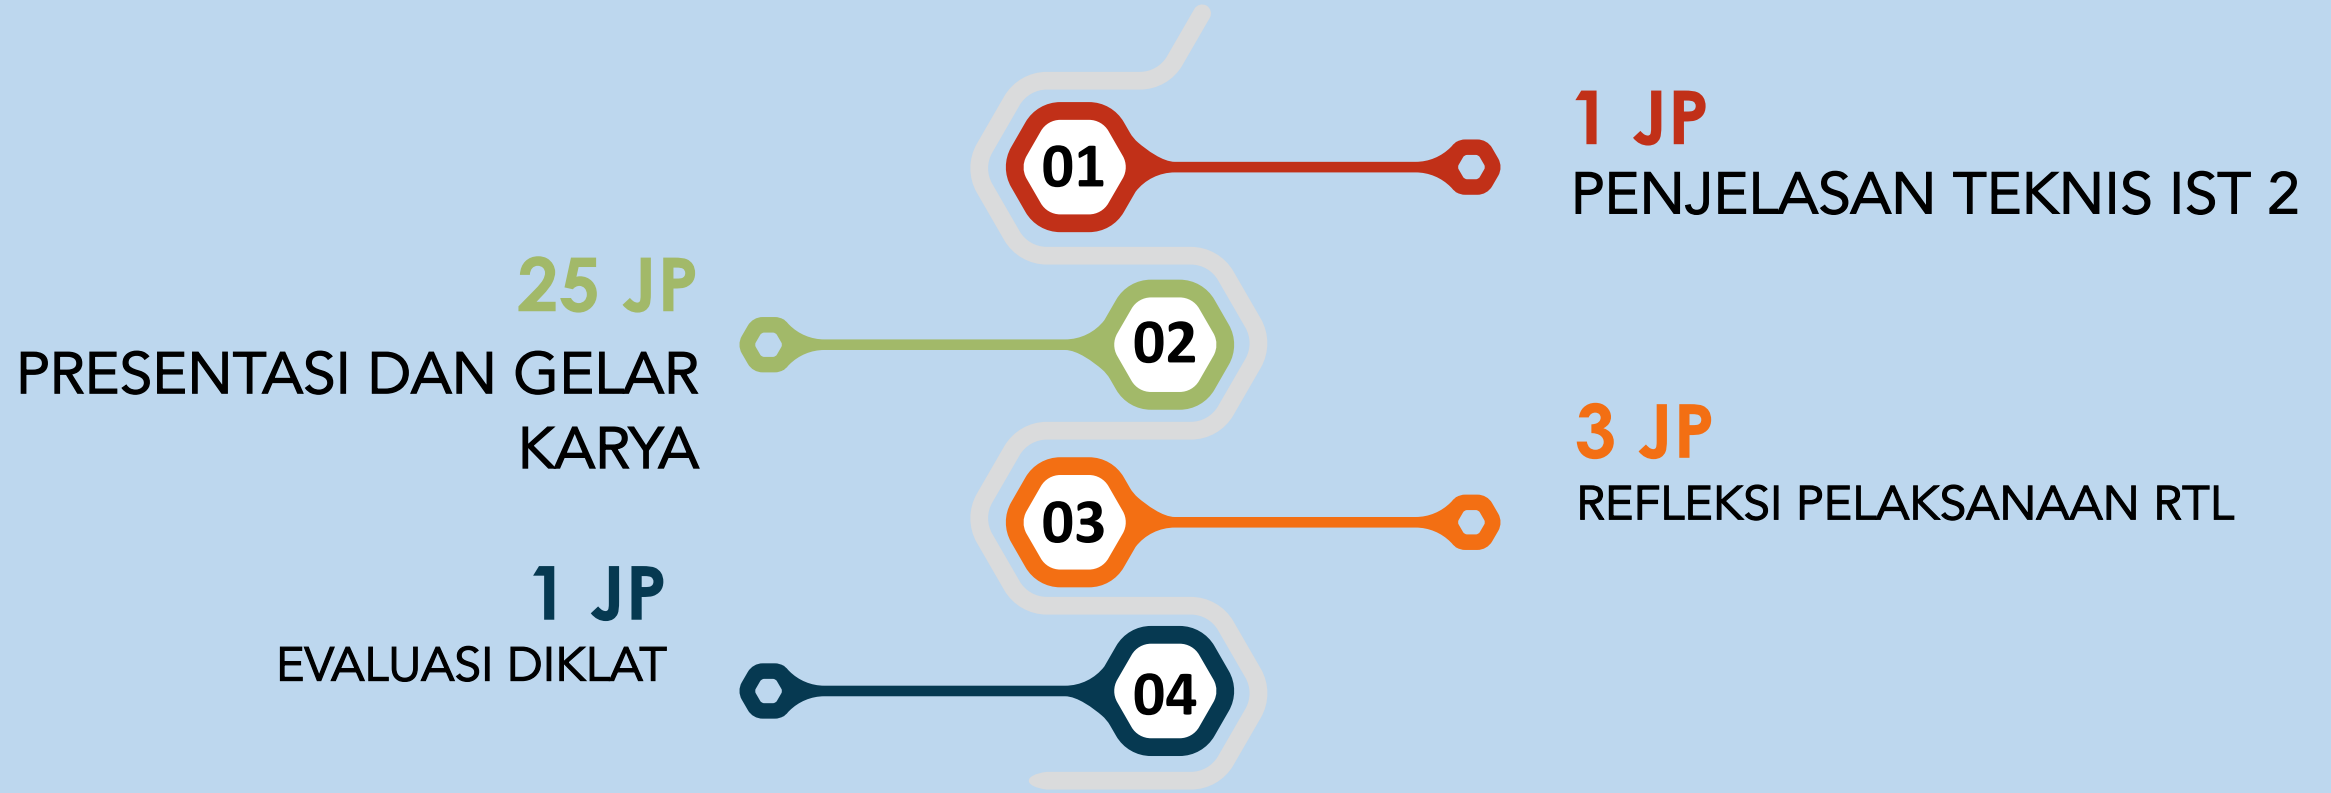 01
1 JP
PENJELASAN TEKNIS IST 2
25 JP
PRESENTASI DAN GELAR
KARYA
02
03
3 JP
REFLEKSI PELAKSANAAN RTL
1 JP
EVALUASI DIKLAT
04